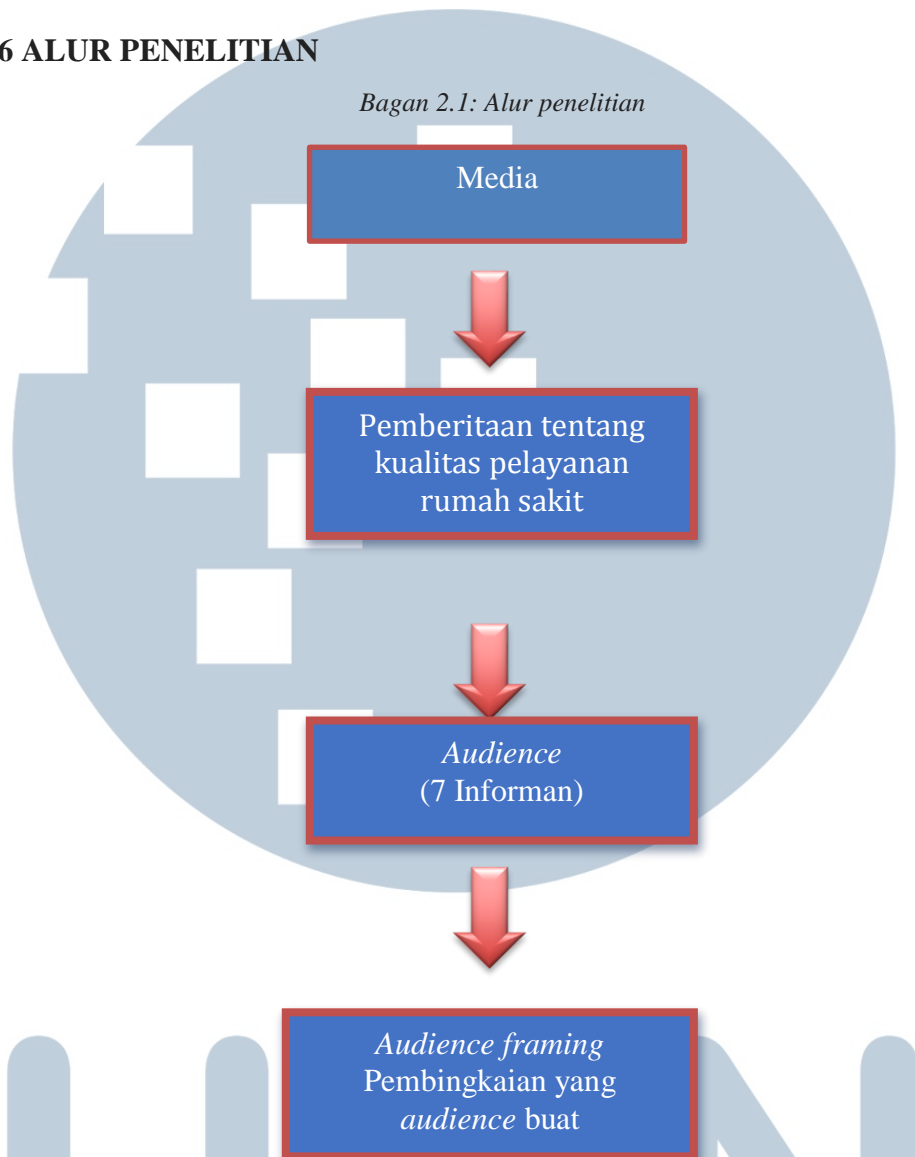 6 ALUR PENELITIAN
Bagan 2.1: Alur penelitian
Media
Pemberitaan tentang
kualitas pelayanan
rumah sakit
Audience
(7 Informan)
Audience framing
Pembingkaian yang
audience buat